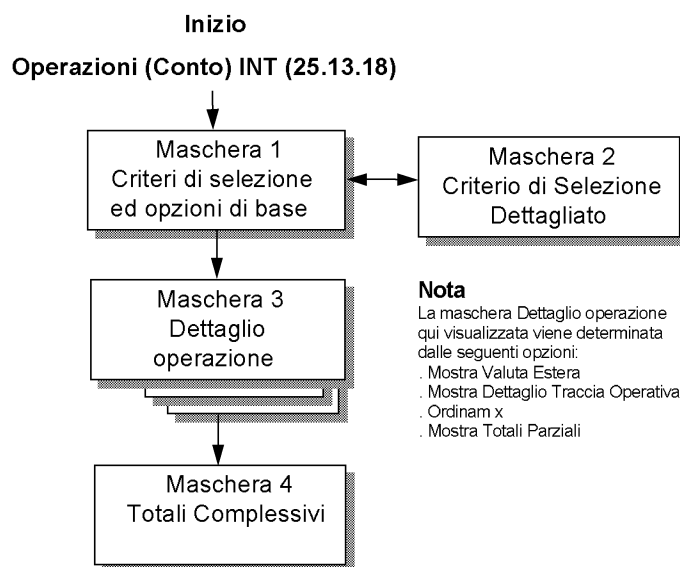 Inizio
Operazioni (Conto) INT (25.13.18)
Maschera 1
Criteri di selezione
ed opzioni di base
Maschera 2
Criterio di Selezione
Dettagliato
Maschera 3
Dettaglio
operazione
Nota
La maschera Dettaglio operazione
qui visualizzata viene determinata
dalle seguenti opzioni:
. Mostra Valuta Estera
. Mostra Dettaglio Traccia Operativa
. Ordinam x
. Mostra Totali Parziali
Maschera 4
Totali Complessivi